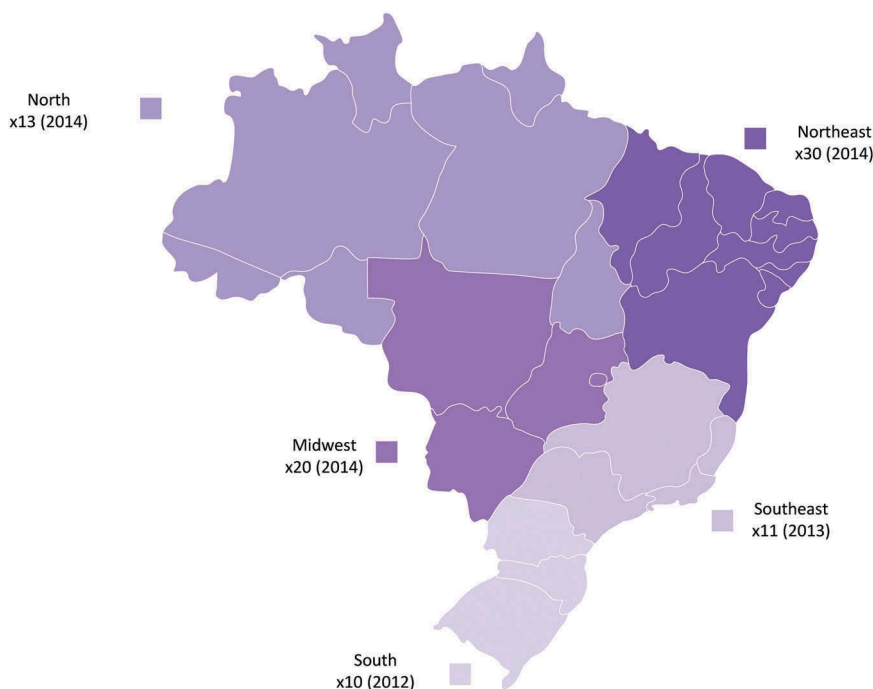 North
x13 (2014)
Northeast
x30 (2014)
Midwest
x20 (2014)
Southeast
x11 (2013)
South
x10 (2012)